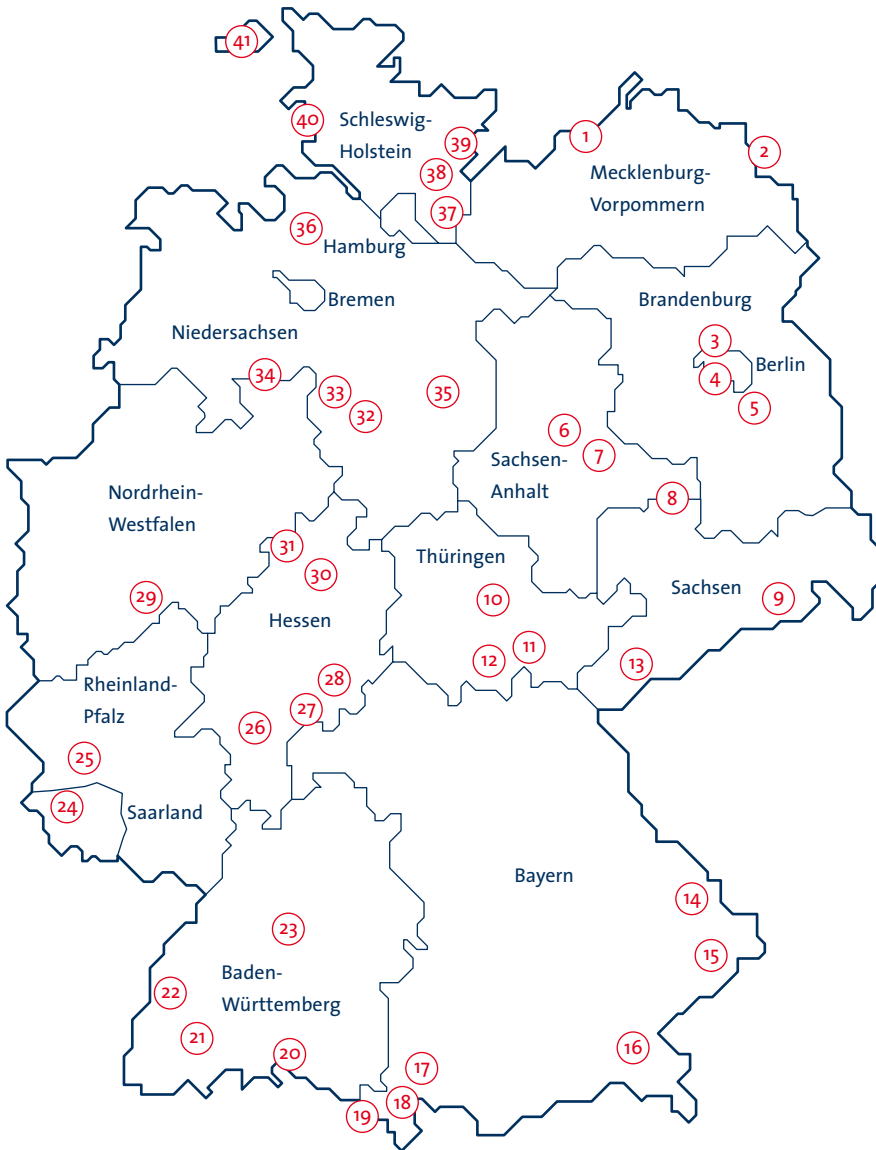 41
40
Schleswig-
Holstein
39
38
37
1
2
Mecklenburg-
Vorpommern
36
Hamburg
Bremen
Niedersachsen
Brandenburg
3
Berlin
4
5
34
33
32
35
6
7
Sachsen-
Anhalt
8
Nordrhein-
Westfalen
31
30
29
Hessen
Thüringen
10
11
12
Sachsen
9
13
28
27
26
Rheinland-
Pfalz
25
24
Saarland
Bayern
14
15
16
23
Baden-
Württemberg
22
21
20
17
18
19